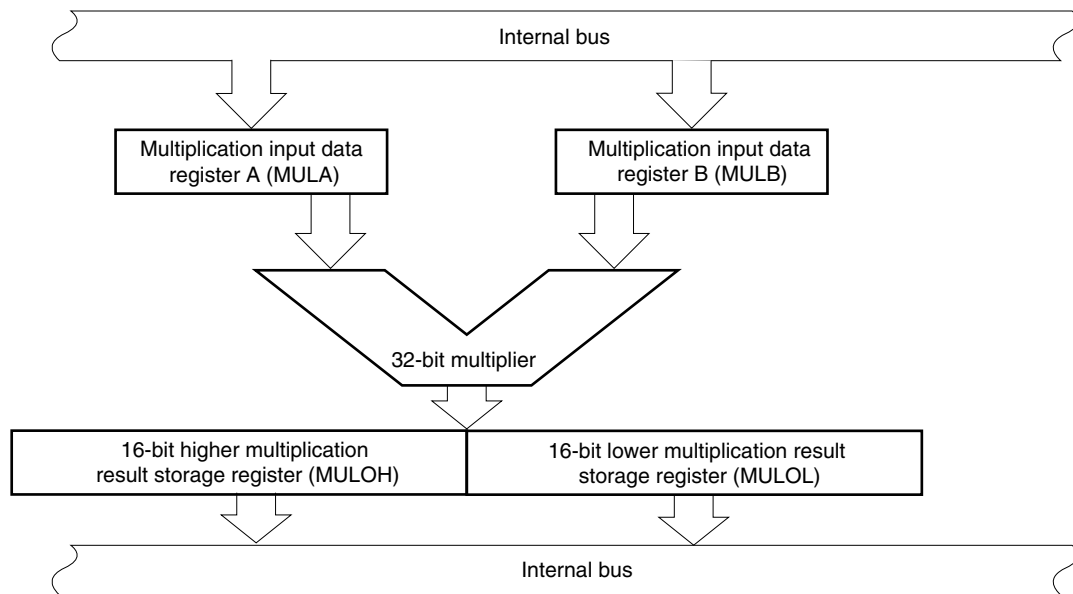 Internal bus
Multiplication input data
register A (MULA)
Multiplication input data
register B (MULB)
32-bit multiplier
16-bit higher multiplication
result storage register (MULOH)
16-bit lower multiplication result
storage register (MULOL)
Internal bus